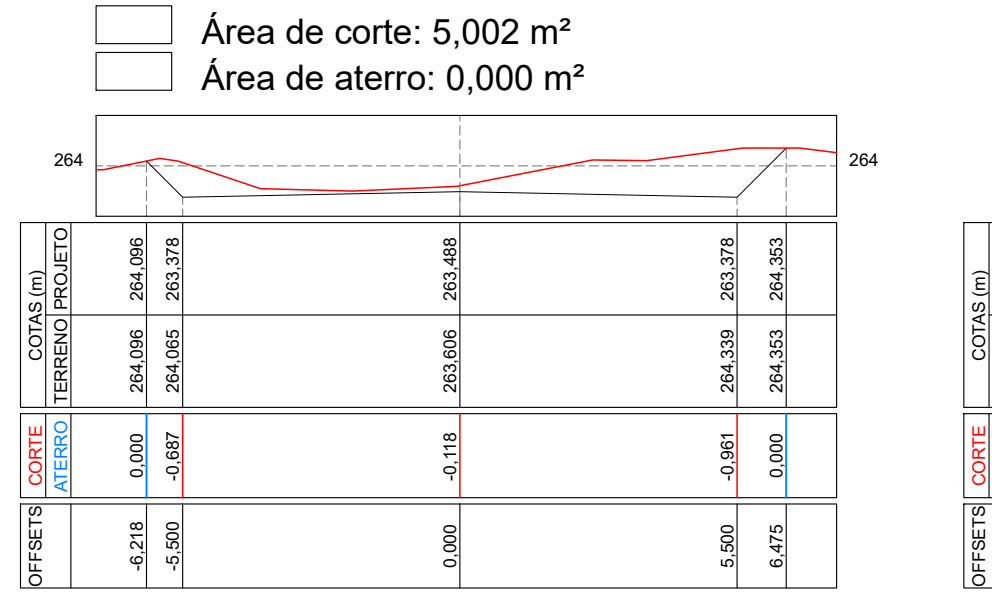 Área de corte: 5,002 m²
Área de aterro: 0,000 m²
264
264
COTAS (m)
PROJETO
264,096
263,378
263,488
263,378
264,353
TERRENO
264,096
264,065
263,606
264,339
264,353
CORTE
ATERRO
0,000
-0,687
-0,118
-0,961
0,000
OFFSETS
-6,218
-5,500
0,000
5,500
6,475
COTAS (m)
CORTE
OFFSETS